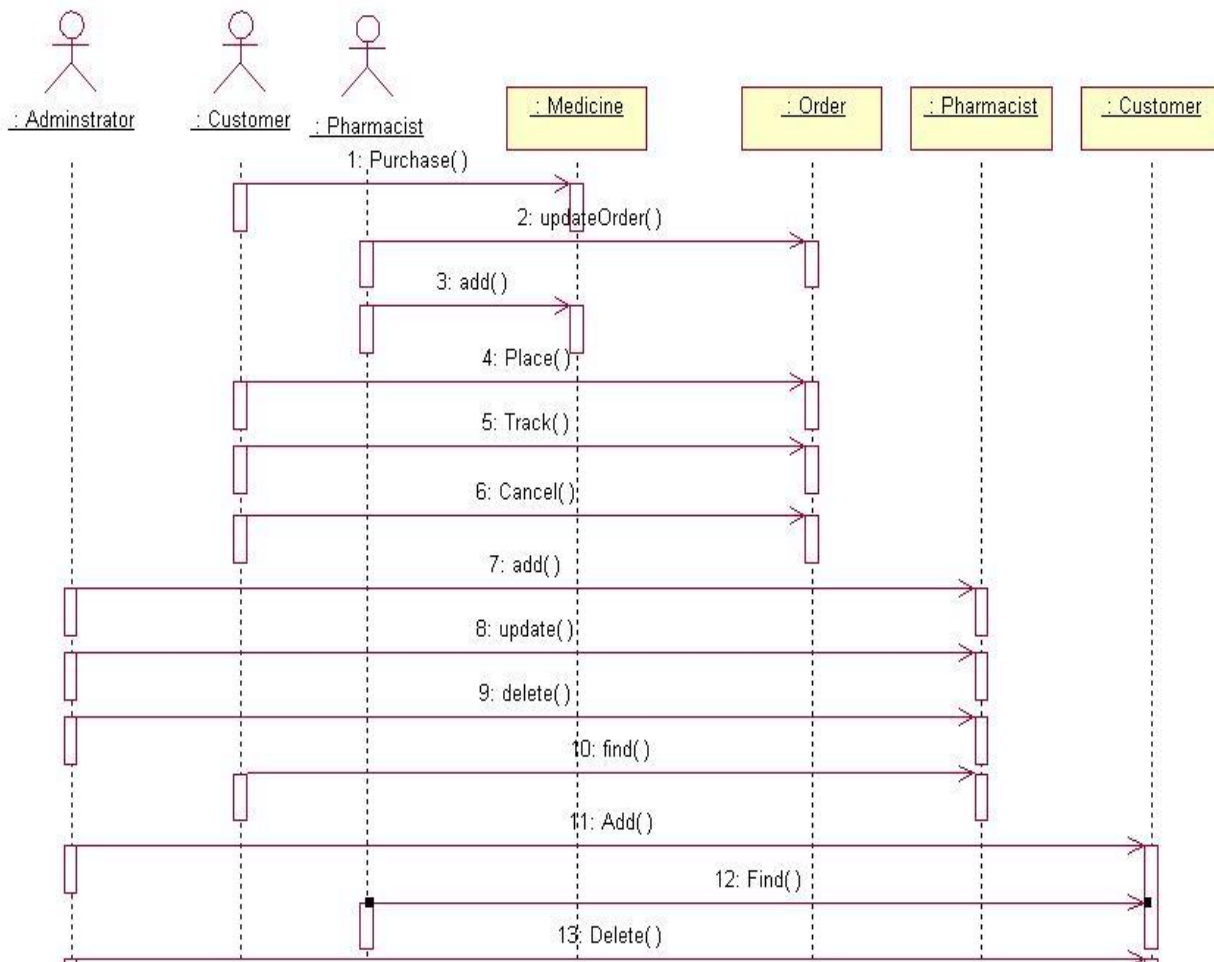 : Adminstrator
: Customer
: Pharmacist
: Medicine
: Order
: Pharmacist
: Customer
1: Purchase( )
2: updateOrder( )
3: add( )
4: Place( )
5: Track( )
6: Cancel( )
7: add( )
8: update( )
9: delete( )
10: find( )
11: Add( )
12: Find( )
13: Delete( )